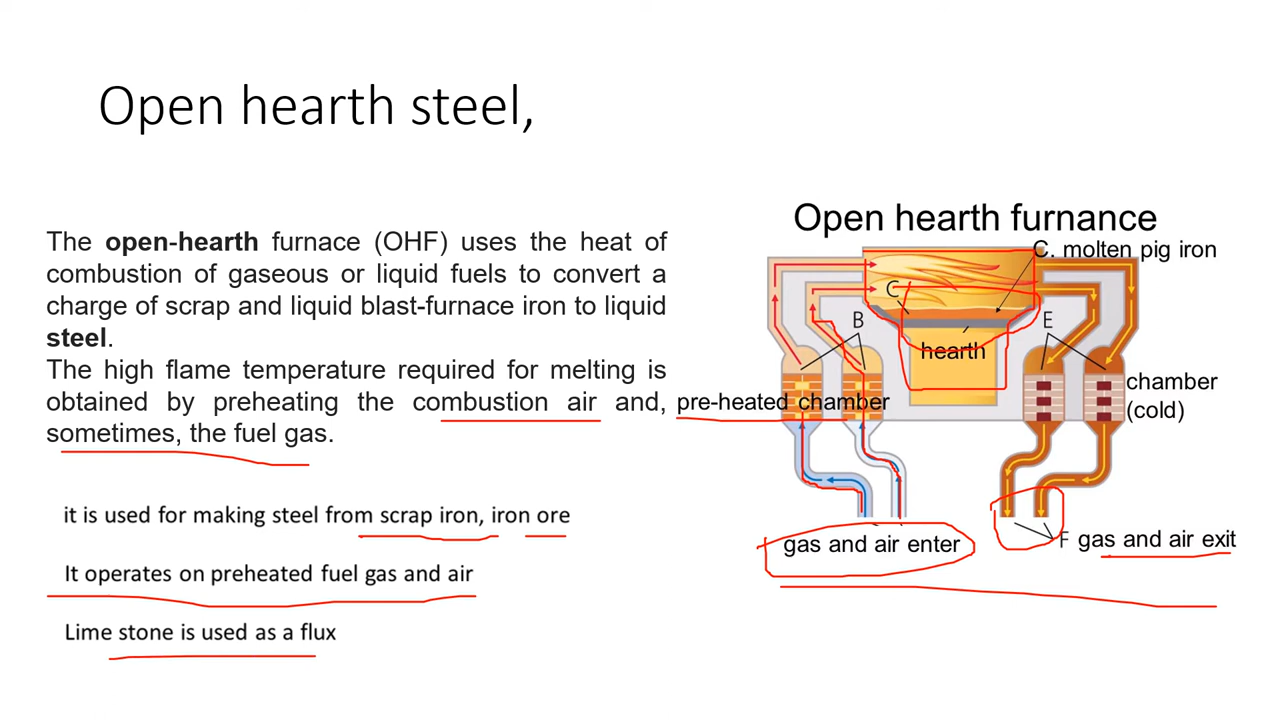 Open hearth steel,
The open-hearth furnace (OHF) uses the heat of
combustion of gaseous or liquid fuels to convert a
charge of scrap and liquid blast-furnace iron to liquid
steel.
The high flame temperature required for melting is
obtained by preheating the combustion air and,
sometimes, the fuel gas.
it is used for making steel from scrap iron, iron ore
It operates on preheated fuel gas and air
Lime stone is used as a flux
Open hearth furnance
C. molten pig iron
C
B
E
hearth
pre-heated chamber
chamber
(cold)
gas and air enter
F gas and air exit